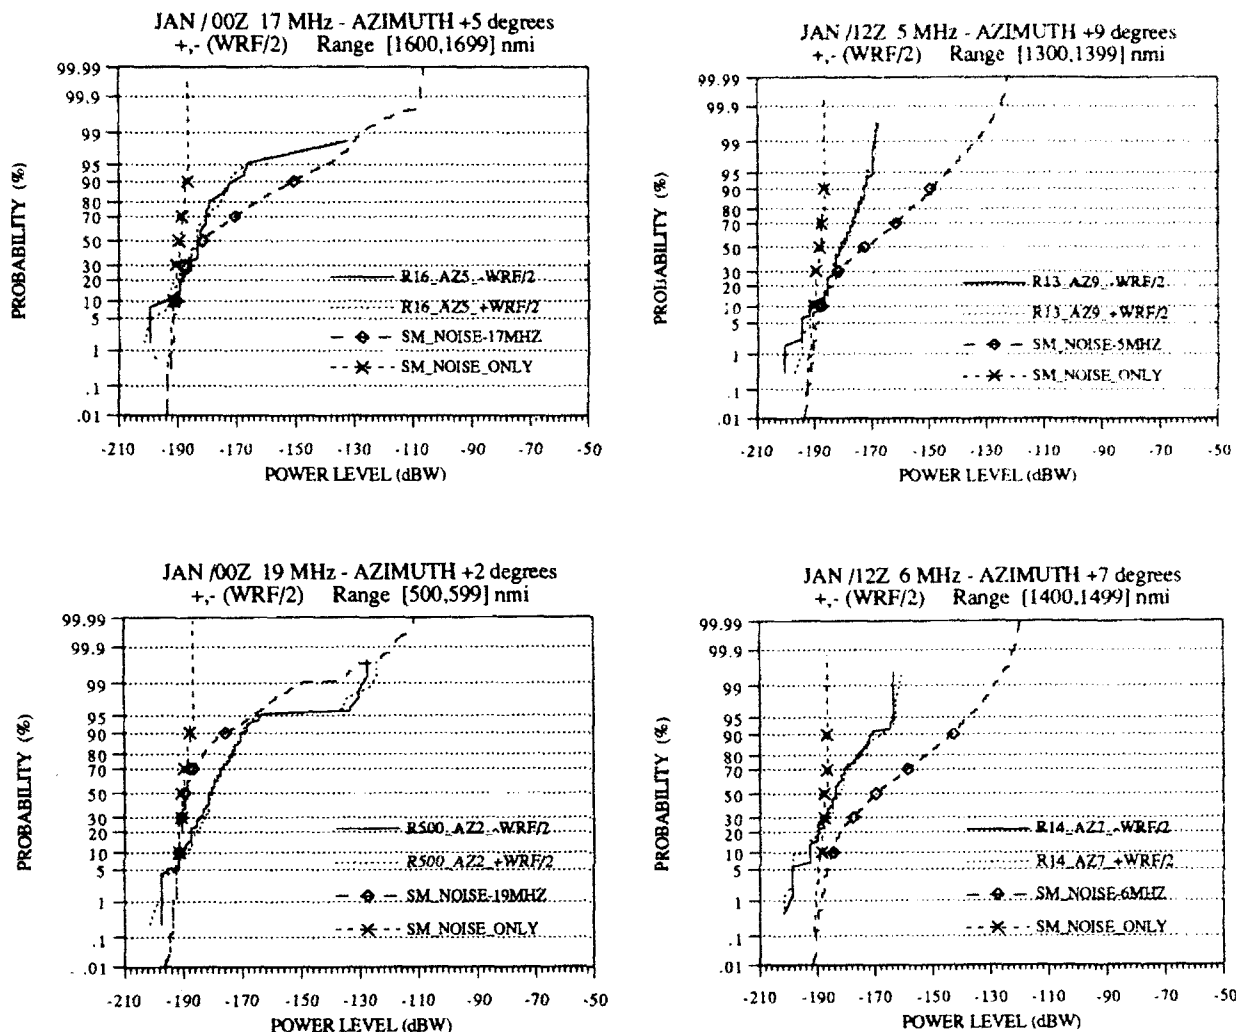 JAN /00Z 17 MHz - AZIMUTH +5 degrees
+,- (WRF/2) Range [1600,1699] nmi
PROBABILITY (%)
99.99
99.9
99
95
90
80
70
50
30
20
10
5
1
.1
.01
R16_AZ5_-WRF/2
R16_AZ5_+WRF/2
SM_NOISE-17MHZ
SM_NOISE_ONLY
-210 -190 -170 -150 -130 -110 -90 -70 -50
POWER LEVEL (dBW)
JAN /12Z 5 MHz - AZIMUTH +9 degrees
+,- (WRF/2) Range [1300,1399] nmi
PROBABILITY (%)
99.99
99.9
99
95
90
80
70
50
30
20
10
5
1
.1
.01
R13_AZ9_-WRF/2
R13_AZ9_+WRF/2
SM_NOISE-5MHZ
SM_NOISE_ONLY
-210 -190 -170 -150 -130 -110 -90 -70 -50
POWER LEVEL (dBW)
JAN /00Z 19 MHz - AZIMUTH +2 degrees
+,- (WRF/2) Range [500,599] nmi
PROBABILITY (%)
99.99
99.9
99
95
90
80
70
50
30
20
10
5
1
.1
.01
R500_AZ2_-WRF/2
R500_AZ2_+WRF/2
SM_NOISE-19MHZ
SM_NOISE_ONLY
-210 -190 -170 -150 -130 -110 -90 -70 -50
POWER LEVEL (dBW)
JAN /12Z 6 MHz - AZIMUTH +7 degrees
+,- (WRF/2) Range [1400,1499] nmi
PROBABILITY (%)
99.99
99.9
99
95
90
80
70
50
30
20
10
5
1
.1
.01
R14_AZ7_-WRF/2
R14_AZ7_+WRF/2
SM_NOISE-6MHZ
SM_NOISE_ONLY
-210 -190 -170 -150 -130 -110 -90 -70 -50
POWER LEVEL (dBW)